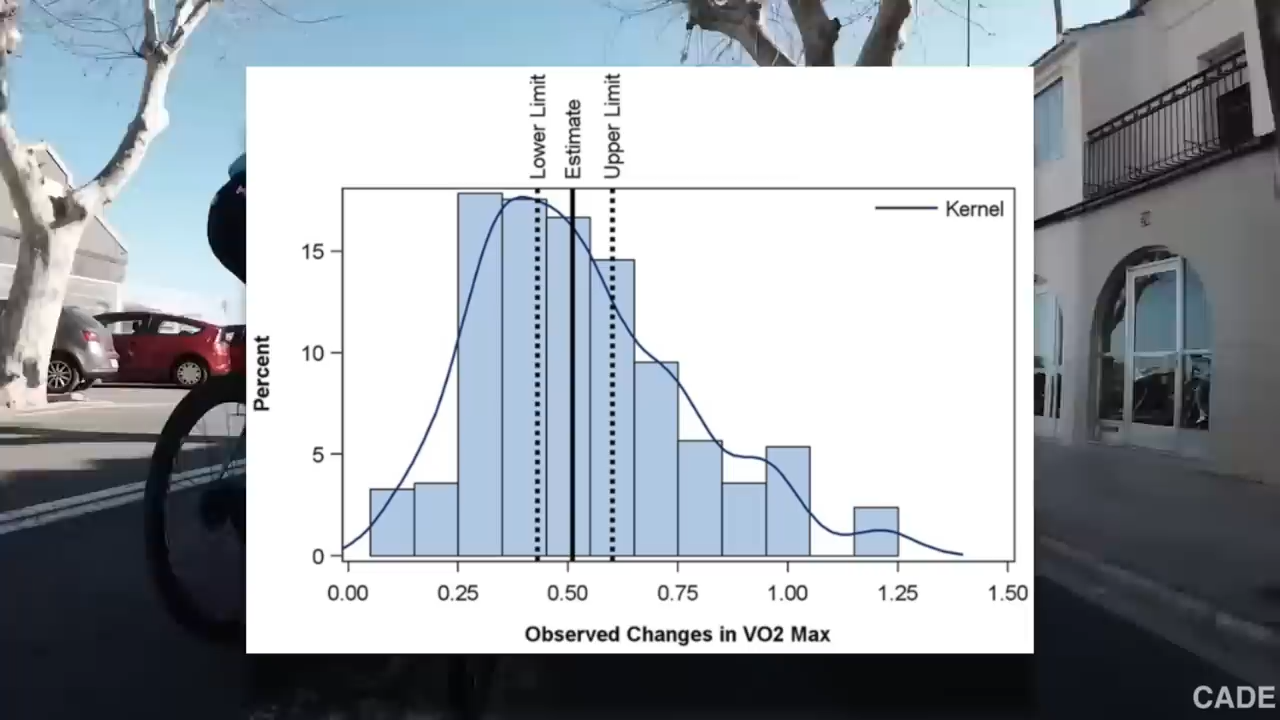 Lower Limit
Estimate
Upper Limit
Kernel
15
10
5
0
Percent
0.00 0.25 0.50 0.75 1.00 1.25 1.50
Observed Changes in VO2 Max
CADE